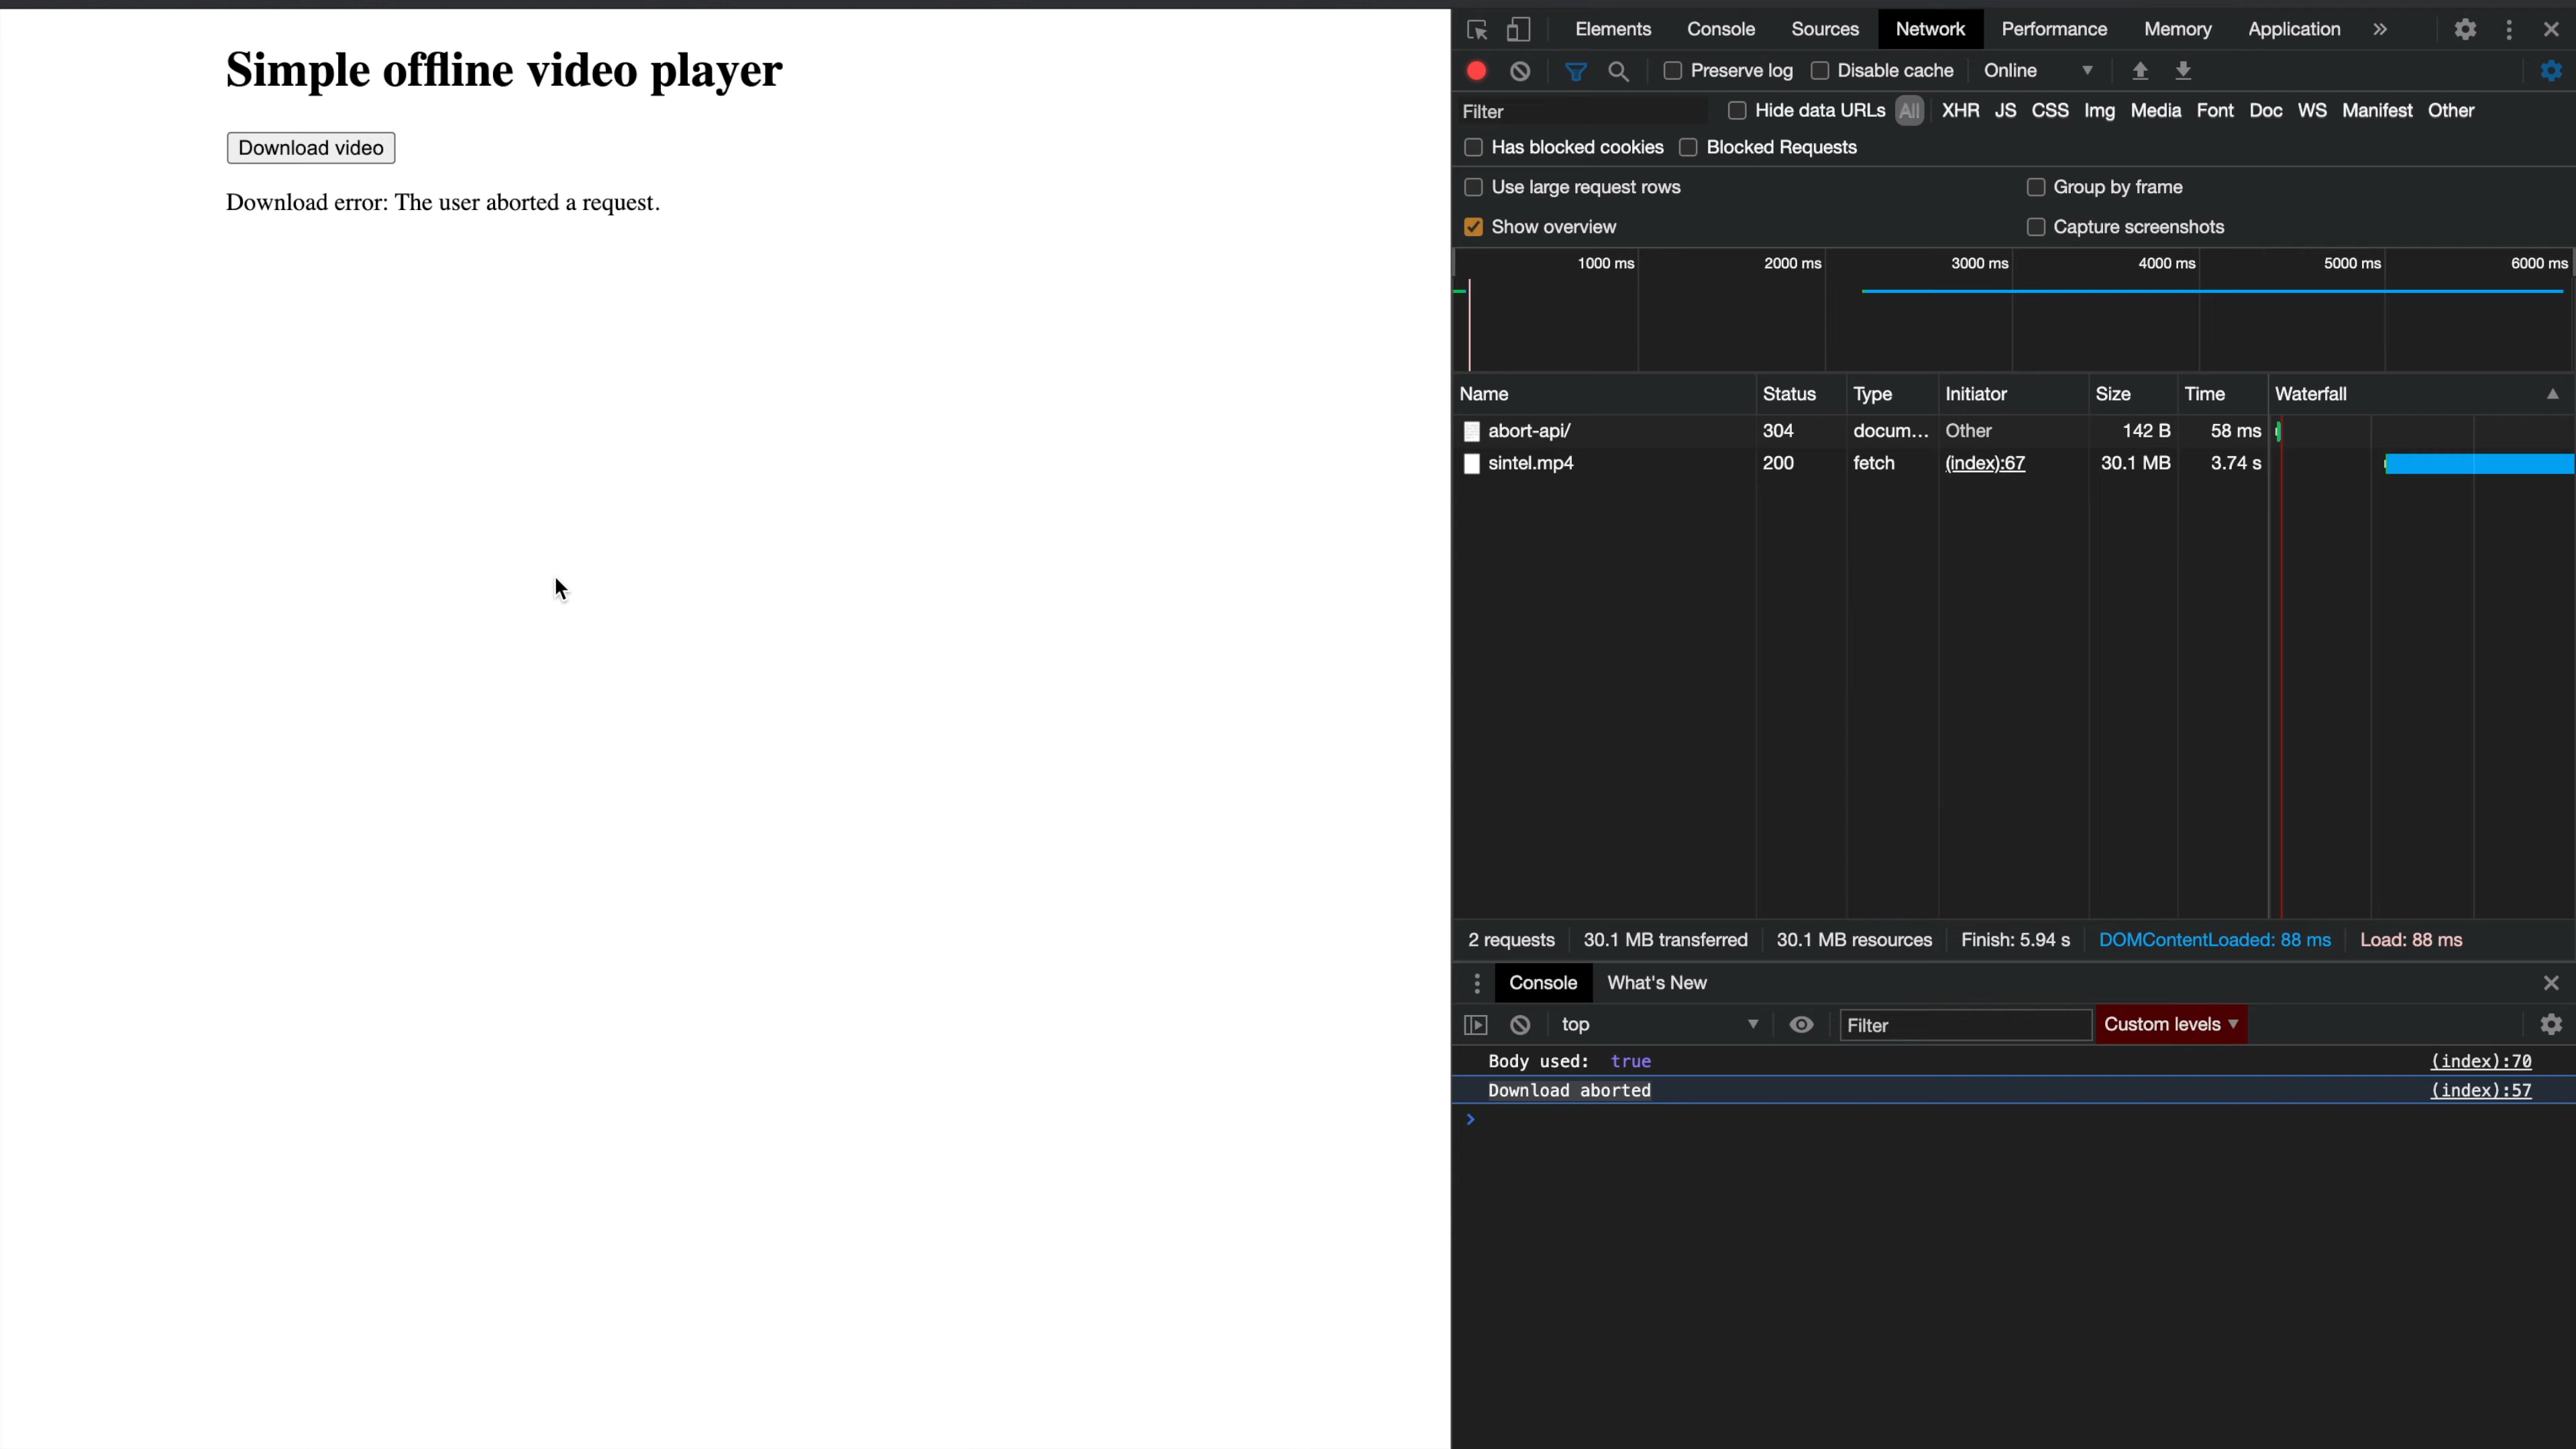 Simple offline video player
Download video
Download error: The user aborted a request.
Elements Console Sources Network Performance Memory Application »
Preserve log Disable cache Online
Filter Hide data URLs All XHR JS CSS Img Media Font Doc WS Manifest Other
Has blocked cookies Blocked Requests
Use large request rows Group by frame
Show overview Capture screenshots
1000 ms 2000 ms 3000 ms 4000 ms 5000 ms 6000 ms
Name Status Type Initiator Size Time Waterfall
abort-api/ 304 docum... Other 142 B 58 ms
sintel.mp4 200 fetch (index):67 30.1 MB 3.74 s
2 requests 30.1 MB transferred 30.1 MB resources Finish: 5.94 s DOMContentLoaded: 88 ms Load: 88 ms
Console What's New
top Filter Custom levels
Body used: true (index):70
Download aborted (index):57